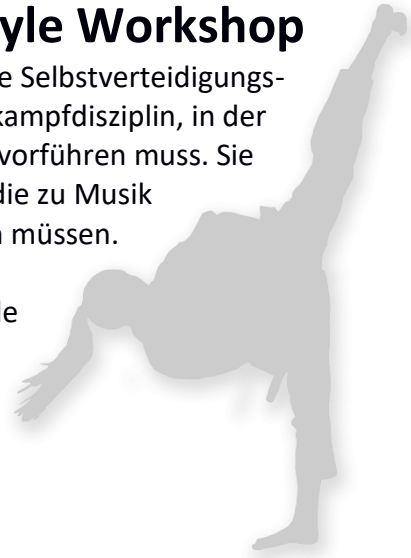 yle Workshop
e Selbstverteidigungs-
kampfdisziplin, in der
vorführen muss. Sie
die zu Musik
n müssen.
le